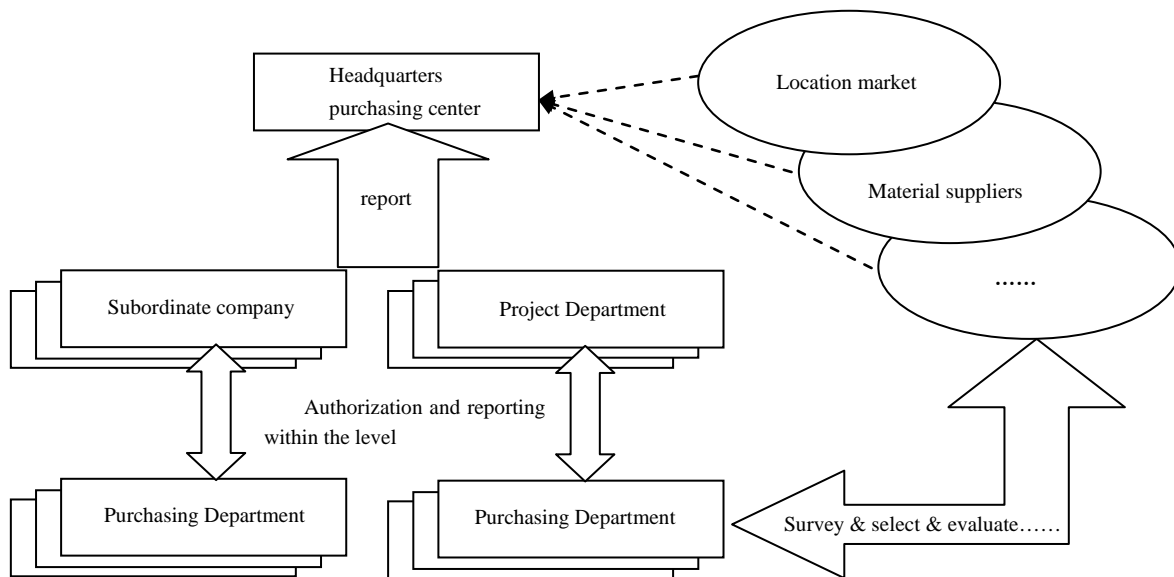 Headquarters
purchasing center
Location market
Material suppliers
report
......
Subordinate company
Project Department
Authorization and reporting
within the level
Purchasing Department
Purchasing Department
Survey & select & evaluate……